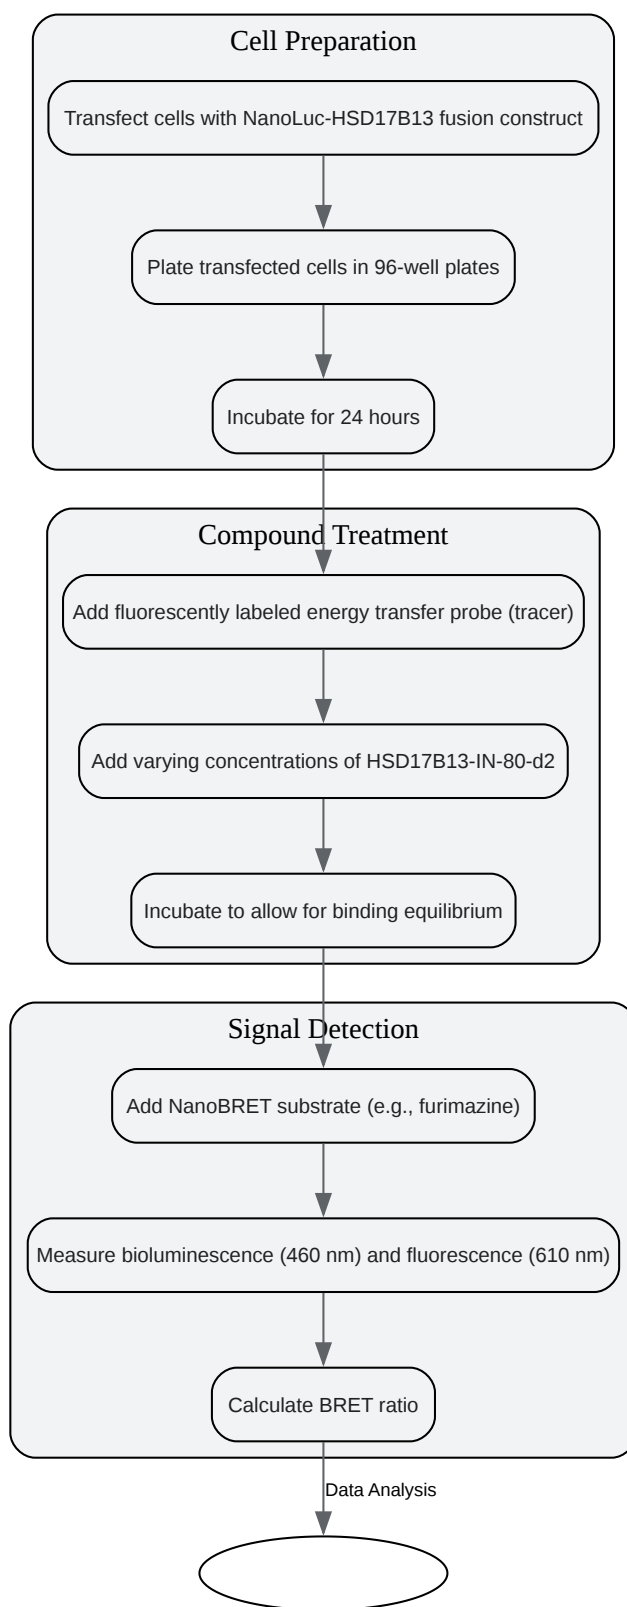 Cell Preparation
Transfect cells with NanoLuc-HSD17B13 fusion construct
Plate transfected cells in 96-well plates
Incubate for 24 hours
Compound Treatment
Add fluorescently labeled energy transfer probe (tracer)
Add varying concentrations of HSD17B13-IN-80-d2
Incubate to allow for binding equilibrium
Signal Detection
Add NanoBRET substrate (e.g., furimazine)
Measure bioluminescence (460 nm) and fluorescence (610 nm)
Calculate BRET ratio
Data Analysis